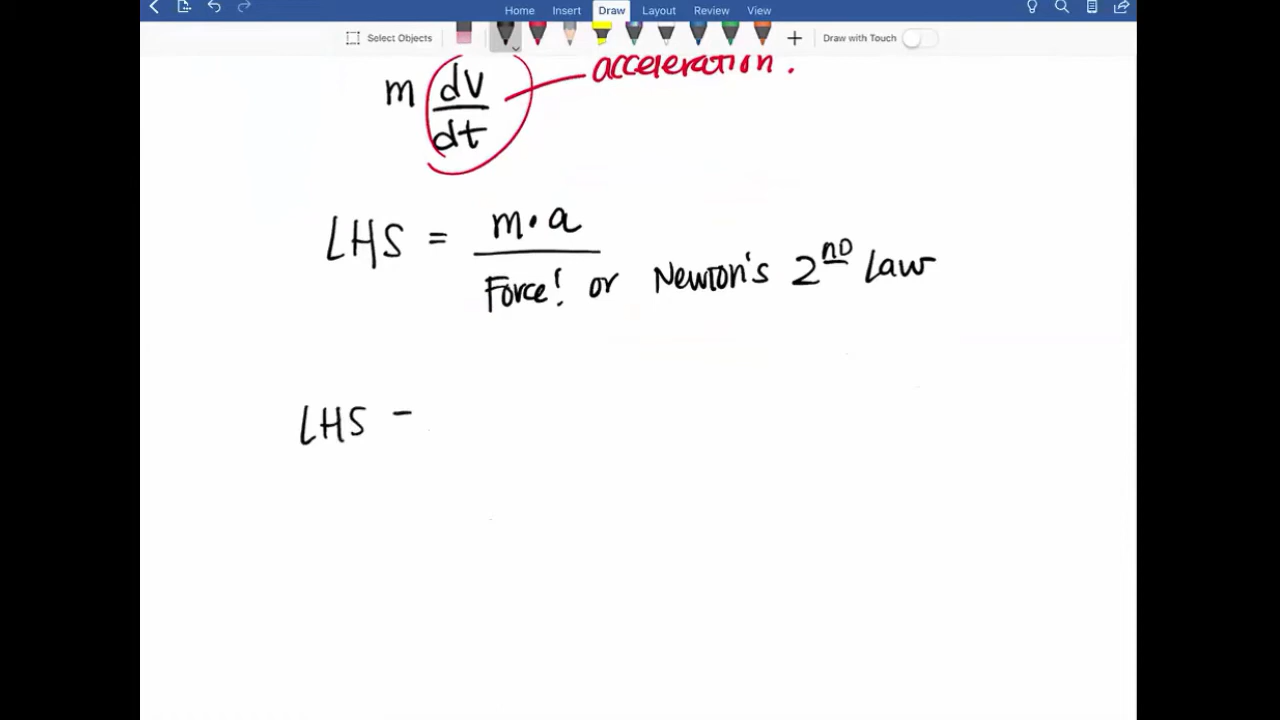 Home Insert Draw Layout Review View
Select Objects Draw with Touch
acceleration.
m dv
dt
LHS = m·a
Force! or Newton's 2nd Law
LHS -